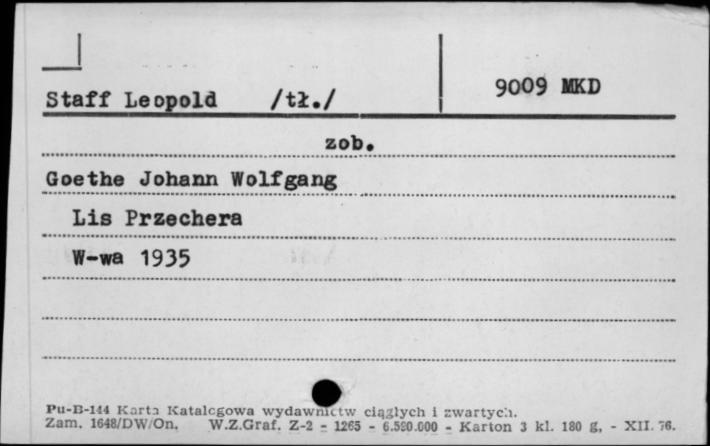 9009 MKD
Staff Leopold /tł./
zob.
Goethe Johann Wolfgang
Lis Przechera
W-wa 1935
Pu-B-144 Karta Katalogowa wydawnictw ciągłych i zwartych.
Zam. 1648/DW/On. W.Z.Graf. Z-2 - 1265 - 6.580.000 - Karton 3 kl. 180 g, - XII. 76.